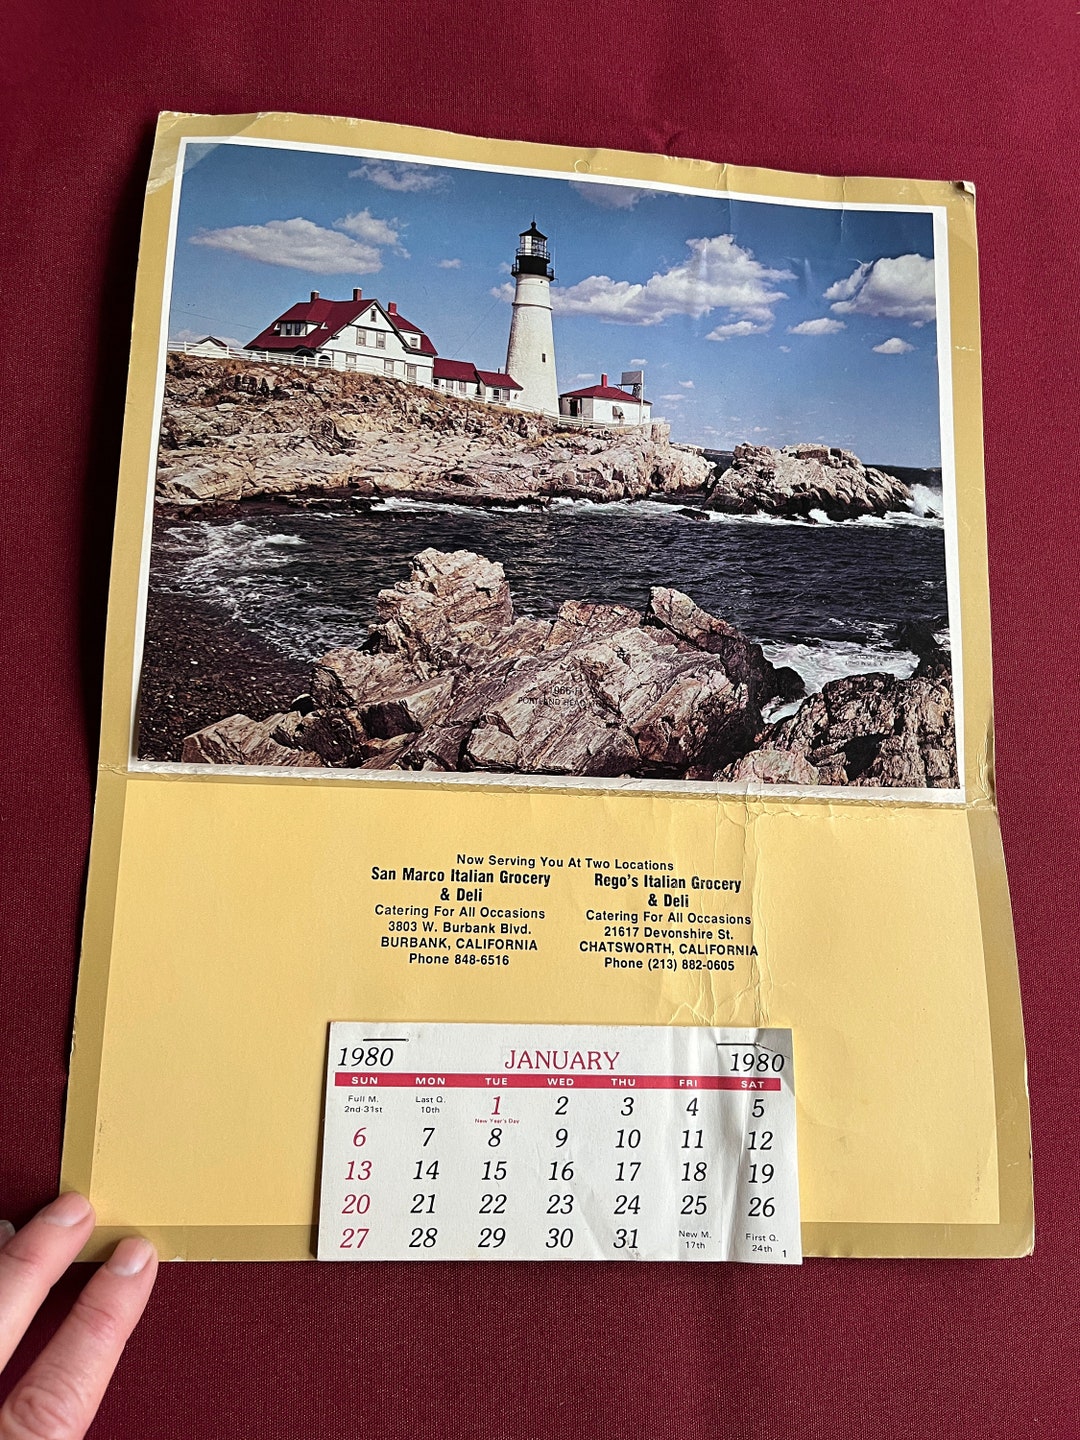 PORTLAND HEAD
Now Serving You At Two Locations
San Marco Italian Grocery
& Deli
Catering For All Occasions
3803 W. Burbank Blvd.
BURBANK, CALIFORNIA
Phone 848-6516
Rego's Italian Grocery
& Deli
Catering For All Occasions
21617 Devonshire St.
CHATSWORTH, CALIFORNIA
Phone (213) 882-0605
1980 JANUARY 1980
SUN MON TUE WED THU FRI SAT
Full M. 2nd-31st Last Q. 10th 1 2 3 4 5
New Year's Day
6 7 8 9 10 11 12
13 14 15 16 17 18 19
20 21 22 23 24 25 26
27 28 29 30 31 New M. 17th First Q. 24th
1